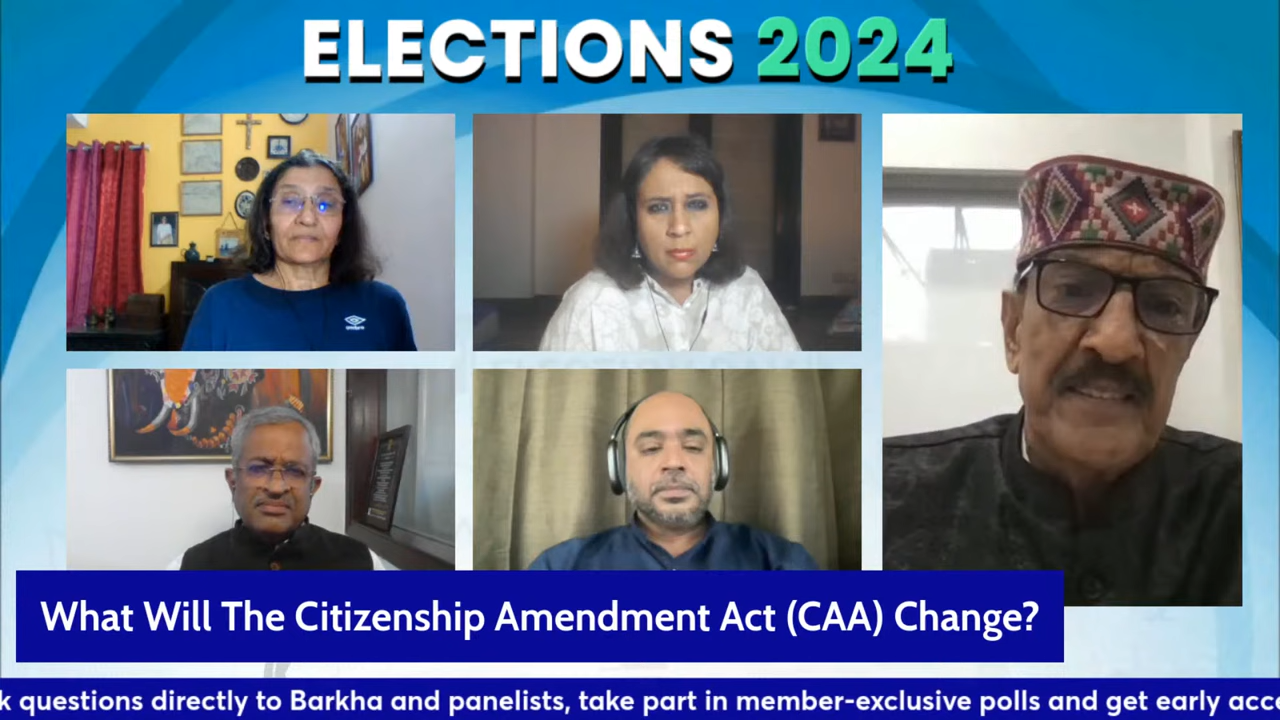 ELECTIONS 2024
umbro
What Will The Citizenship Amendment Act (CAA) Change?
k questions directly to Barkha and panelists, take part in member-exclusive polls and get early acc